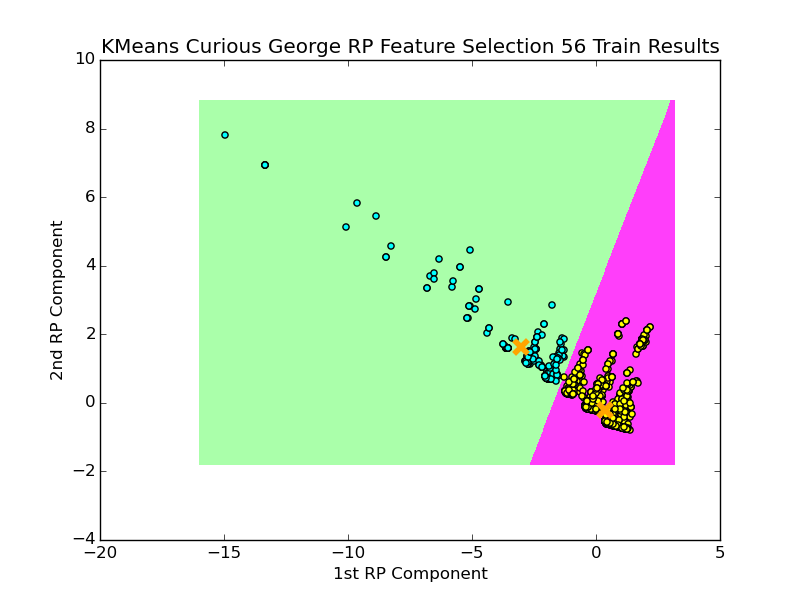 KMeans Curious George RP Feature Selection 56 Train Results
10
8
6
4
2
0
−2
−4
2nd RP Component
−20 −15 −10 −5 0 5
1st RP Component